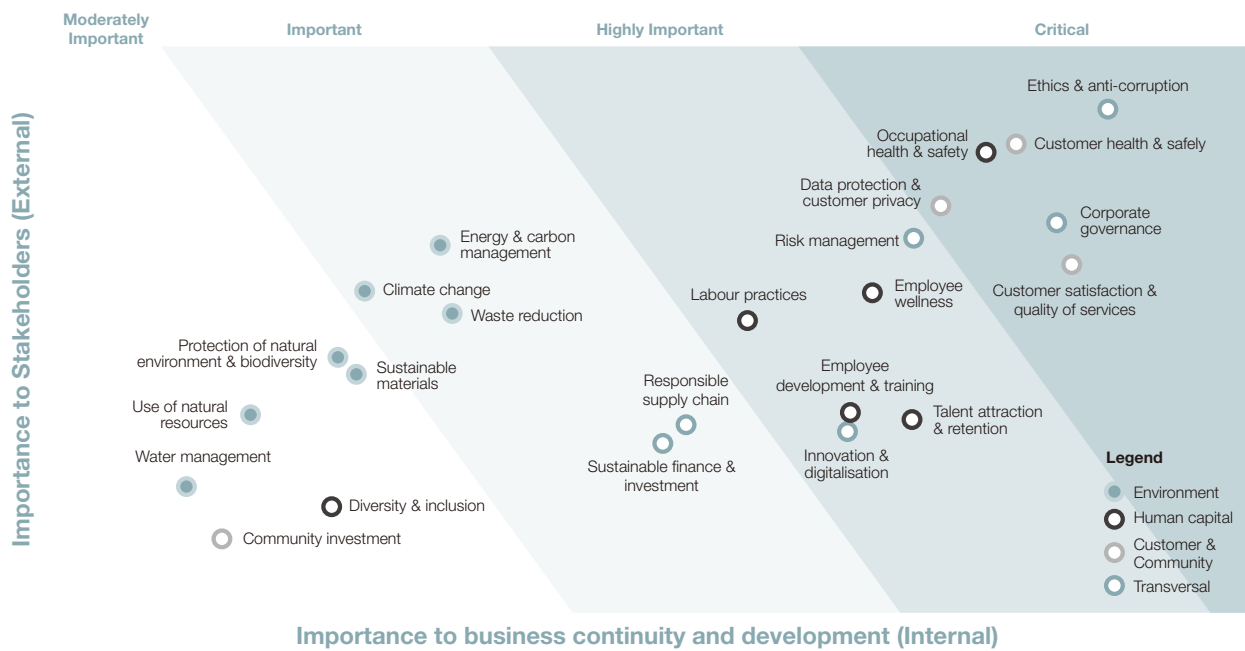 Moderately
Important
Important
Highly Important
Critical
Importance to Stakeholders (External)
Ethics & anti-corruption
Occupational
health & safety
Customer health & safely
Data protection &
customer privacy
Corporate
governance
Risk management
Energy & carbon
management
Customer satisfaction &
quality of services
Employee
wellness
Climate change
Labour practices
Waste reduction
Protection of natural
environment & biodiversity
Sustainable
materials
Employee
development & training
Responsible
supply chain
Use of natural
resources
Talent attraction
& retention
Water management
Sustainable finance &
investment
Innovation &
digitalisation
Diversity & inclusion
Community investment
Legend
Environment
Human capital
Customer &
Community
Transversal
Importance to business continuity and development (Internal)